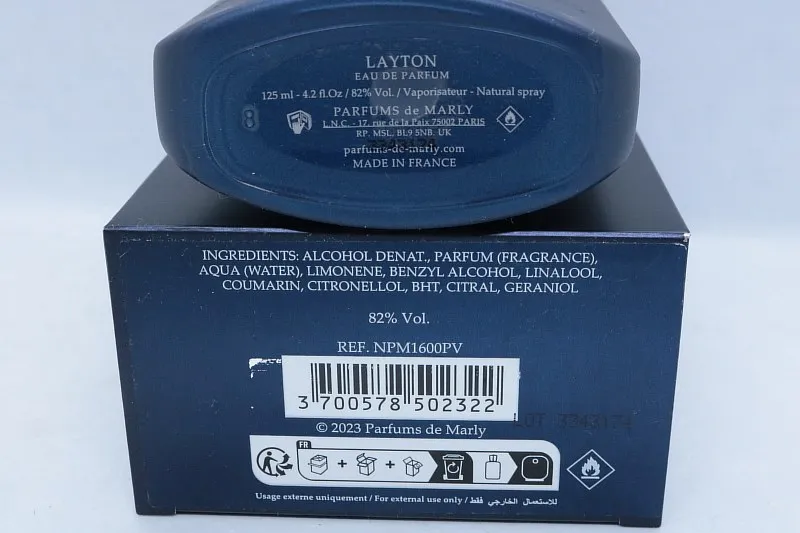 LAYTON
EAU DE PARFUM
125 ml - 4.2 fl.Oz / 82% Vol. / Vaporisateur - Natural spray
PARFUMS de MARLY
L.N.C. - 17, rue de la Paix 75002 PARIS
RP. MSL, BL9 5NB. UK
parfums-de-marly.com
MADE IN FRANCE
8
INGREDIENTS: ALCOHOL DENAT., PARFUM (FRAGRANCE),
AQUA (WATER), LIMONENE, BENZYL ALCOHOL, LINALOOL,
COUMARIN, CITRONELLOL, BHT, CITRAL, GERANIOL
82% Vol.
REF. NPM1600PV
3 700578 502322
LOT 3343174
© 2023 Parfums de Marly
FR
Usage externe uniquement / For external use only / للاستعمال الخارجي فقط